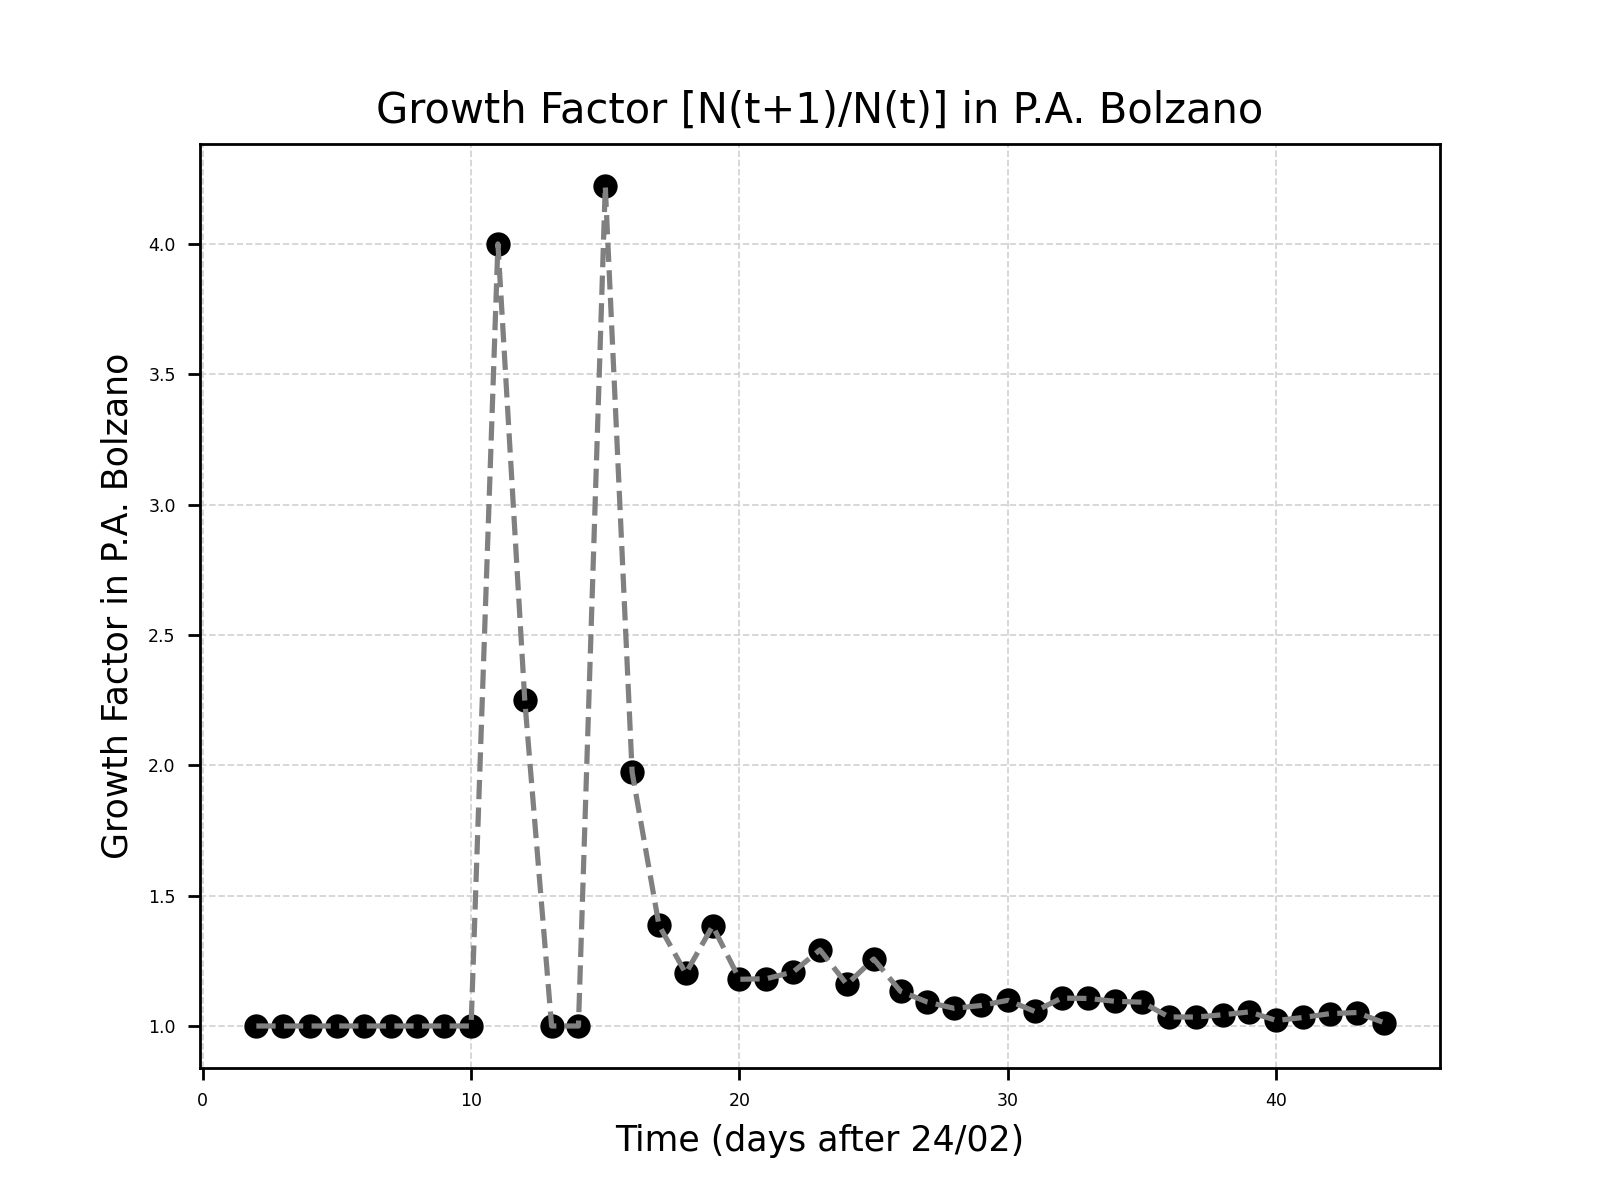 Growth Factor [N(t+1)/N(t)] in P.A. Bolzano
Growth Factor in P.A. Bolzano
4.0
3.5
3.0
2.5
2.0
1.5
1.0
0 10 20 30 40
Time (days after 24/02)